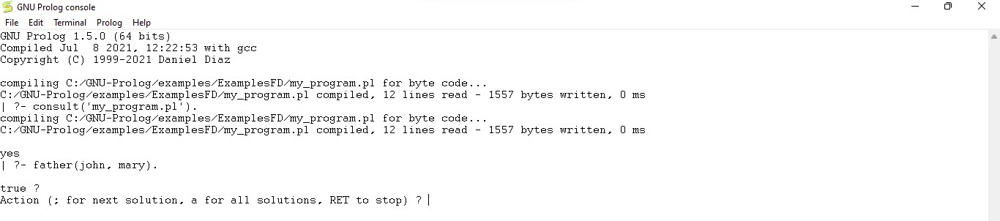 GNU Prolog console
File Edit Terminal Prolog Help
GNU Prolog 1.5.0 (64 bits)
Compiled Jul  8 2021, 12:22:53 with gcc
Copyright (C) 1999-2021 Daniel Diaz
compiling C:/GNU-Prolog/examples/ExamplesFD/my_program.pl for byte code...
C:/GNU-Prolog/examples/ExamplesFD/my_program.pl compiled, 12 lines read - 1557 bytes written, 0 ms
| ?- consult('my_program.pl').
compiling C:/GNU-Prolog/examples/ExamplesFD/my_program.pl for byte code...
C:/GNU-Prolog/examples/ExamplesFD/my_program.pl compiled, 12 lines read - 1557 bytes written, 0 ms
yes
| ?- father(john, mary).
true ?
Action (; for next solution, a for all solutions, RET to stop) ?